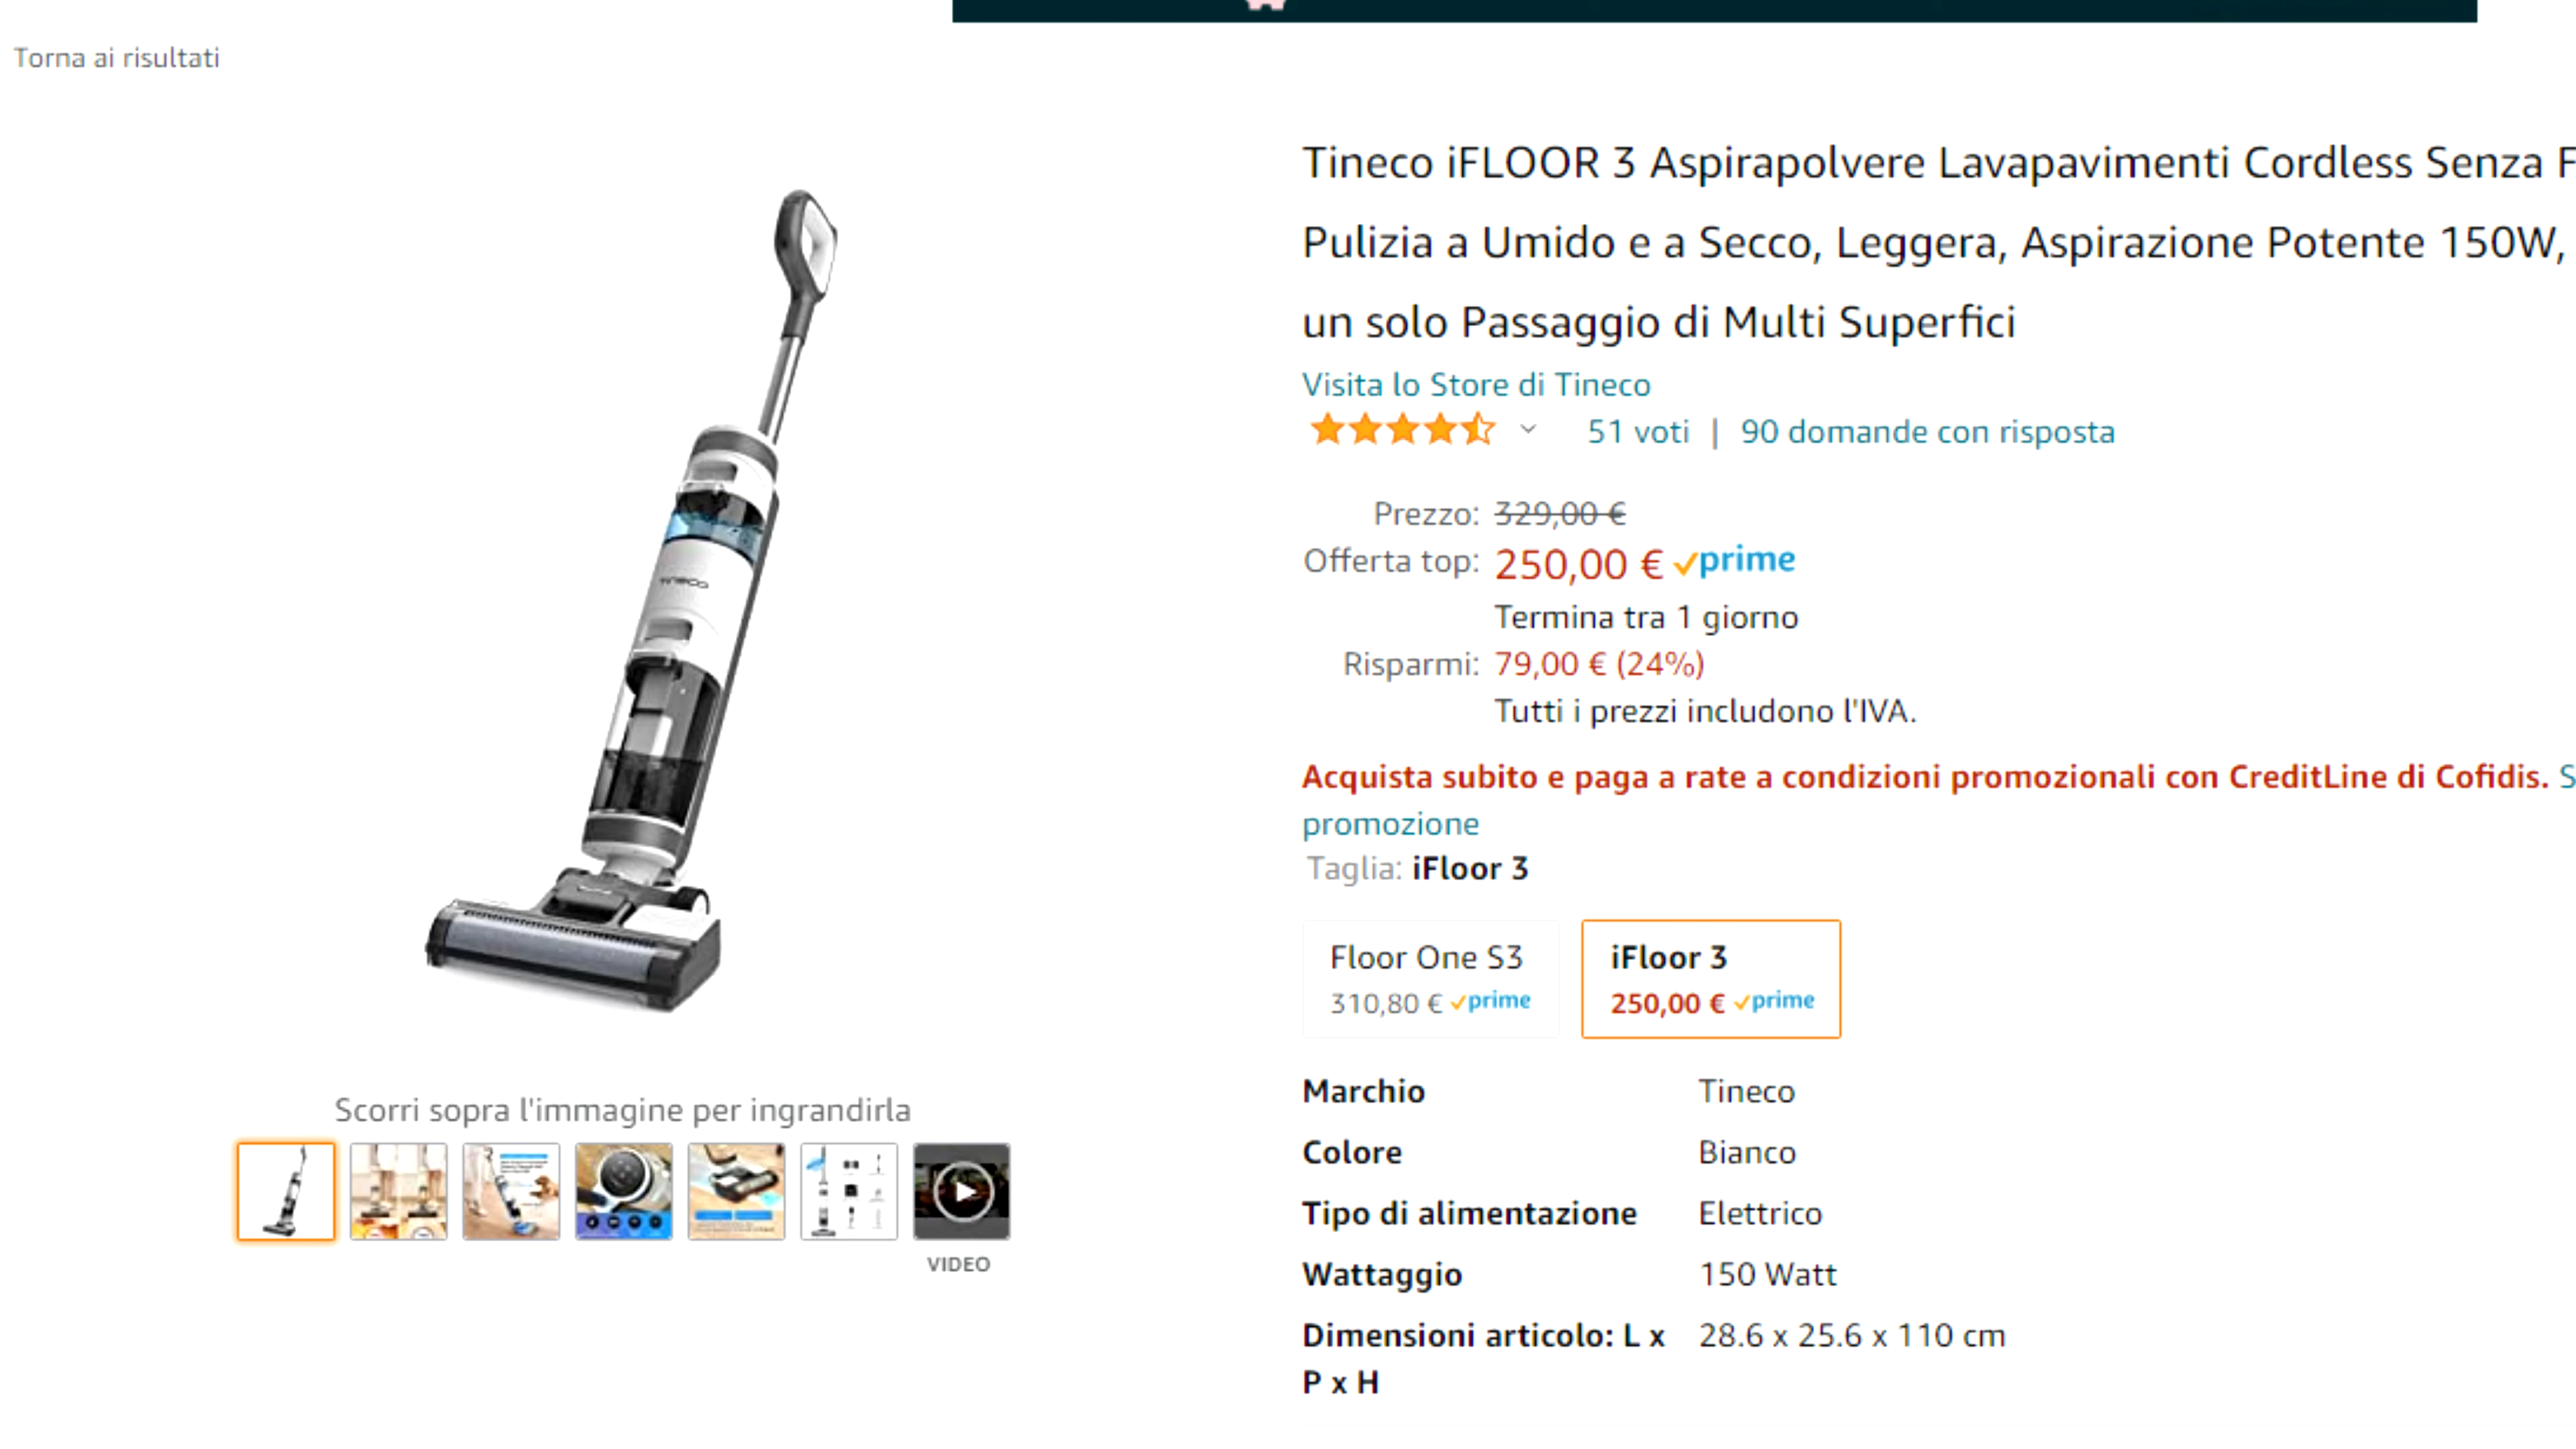 Torna ai risultati
Tineco iFLOOR 3 Aspirapolvere Lavapavimenti Cordless Senza F
Pulizia a Umido e a Secco, Leggera, Aspirazione Potente 150W,
un solo Passaggio di Multi Superfici
Visita lo Store di Tineco
51 voti | 90 domande con risposta
Prezzo: 329,00 €
Offerta top: 250,00 € prime
Termina tra 1 giorno
Risparmi: 79,00 € (24%)
Tutti i prezzi includono l'IVA.
Acquista subito e paga a rate a condizioni promozionali con CreditLine di Cofidis. S
promozione
Taglia: iFloor 3
Floor One S3 iFloor 3
310,80 € prime 250,00 € prime
Marchio Tineco
Colore Bianco
Tipo di alimentazione Elettrico
Wattaggio 150 Watt
Dimensioni articolo: L x 28.6 x 25.6 x 110 cm
P x H
TINECO
Scorri sopra l'immagine per ingrandirla
VIDEO